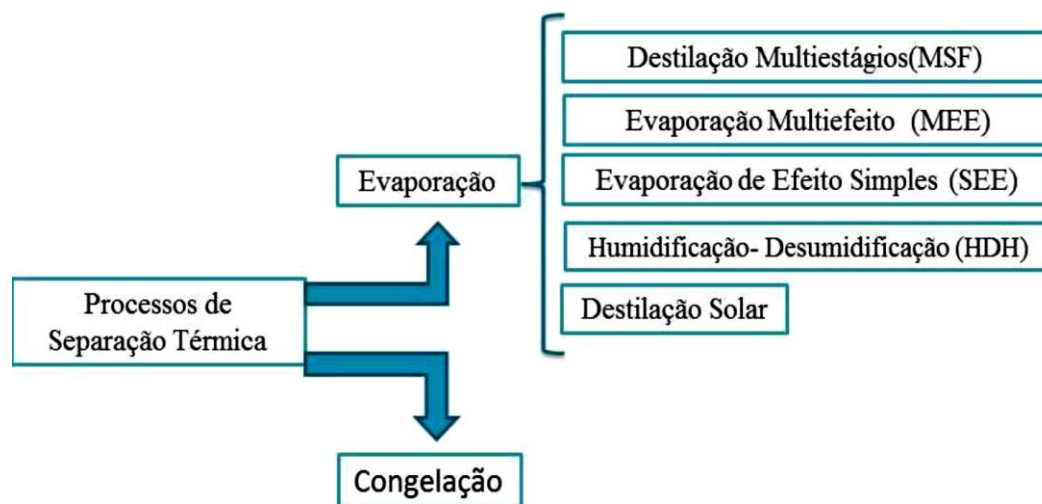 Processos de
Separação Térmica
Evaporação
Destilação Multiestágios(MSF)
Evaporação Multiefeito (MEE)
Evaporação de Efeito Simples (SEE)
Humidificação- Desumidificação (HDH)
Destilação Solar
Congelação